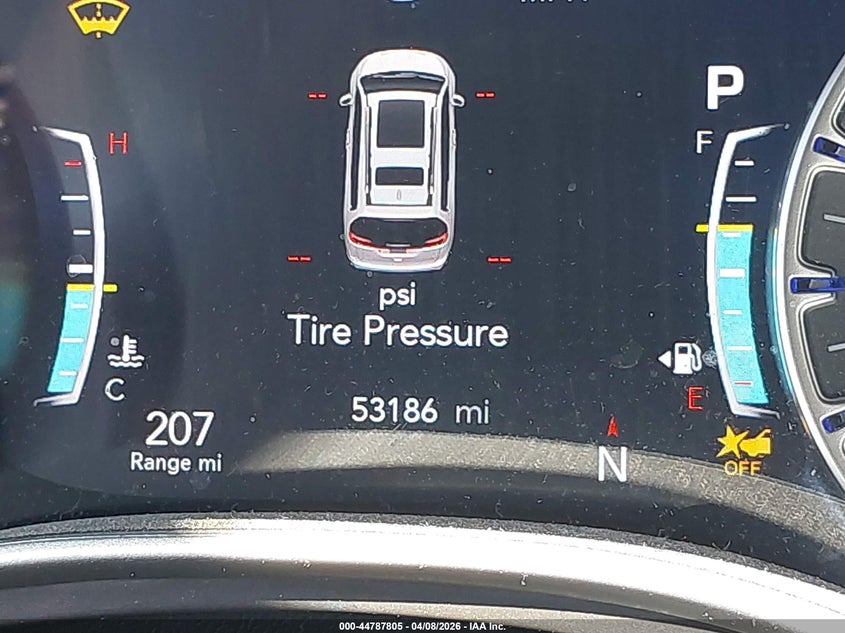 P
H
F
-- --
-- --
psi
Tire Pressure
C
E
53186 mi
207
Range mi
N
OFF
000-44787805 - 04/08/2026 - IAA Inc.